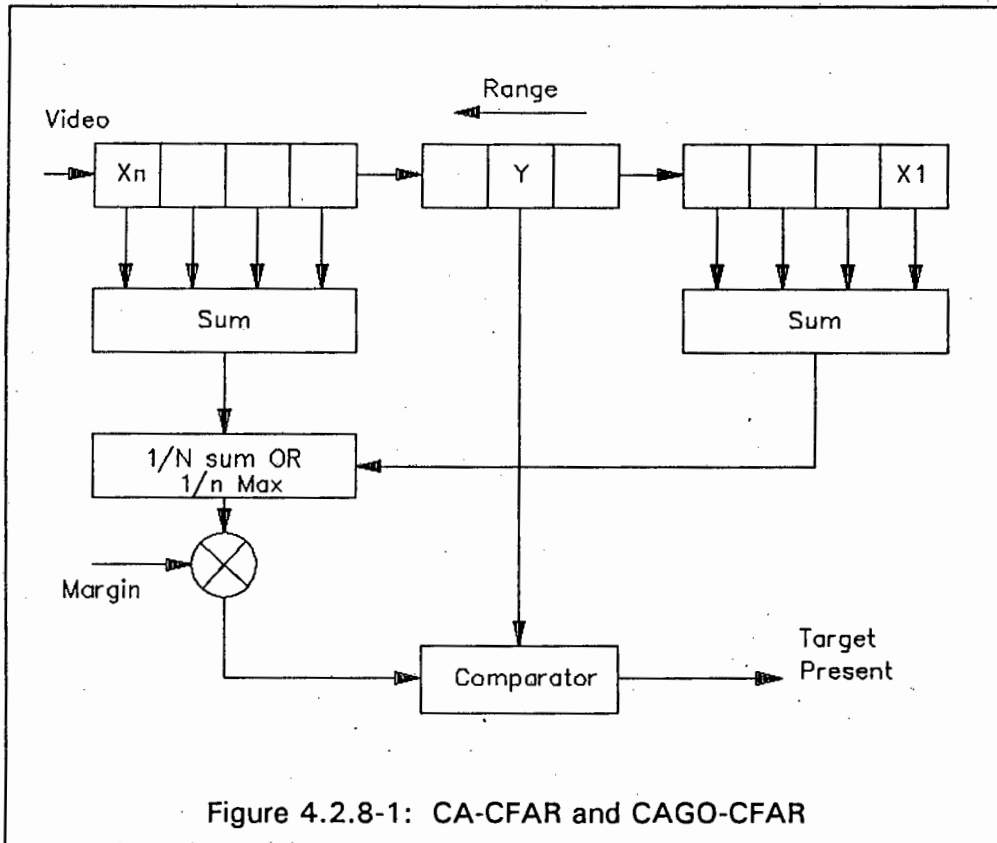 Range
Video
Xn
Y
X1
Sum
Sum
1/N sum OR
1/n Max
Margin
Comparator
Target
Present
Figure 4.2.8-1: CA-CFAR and CAGO-CFAR